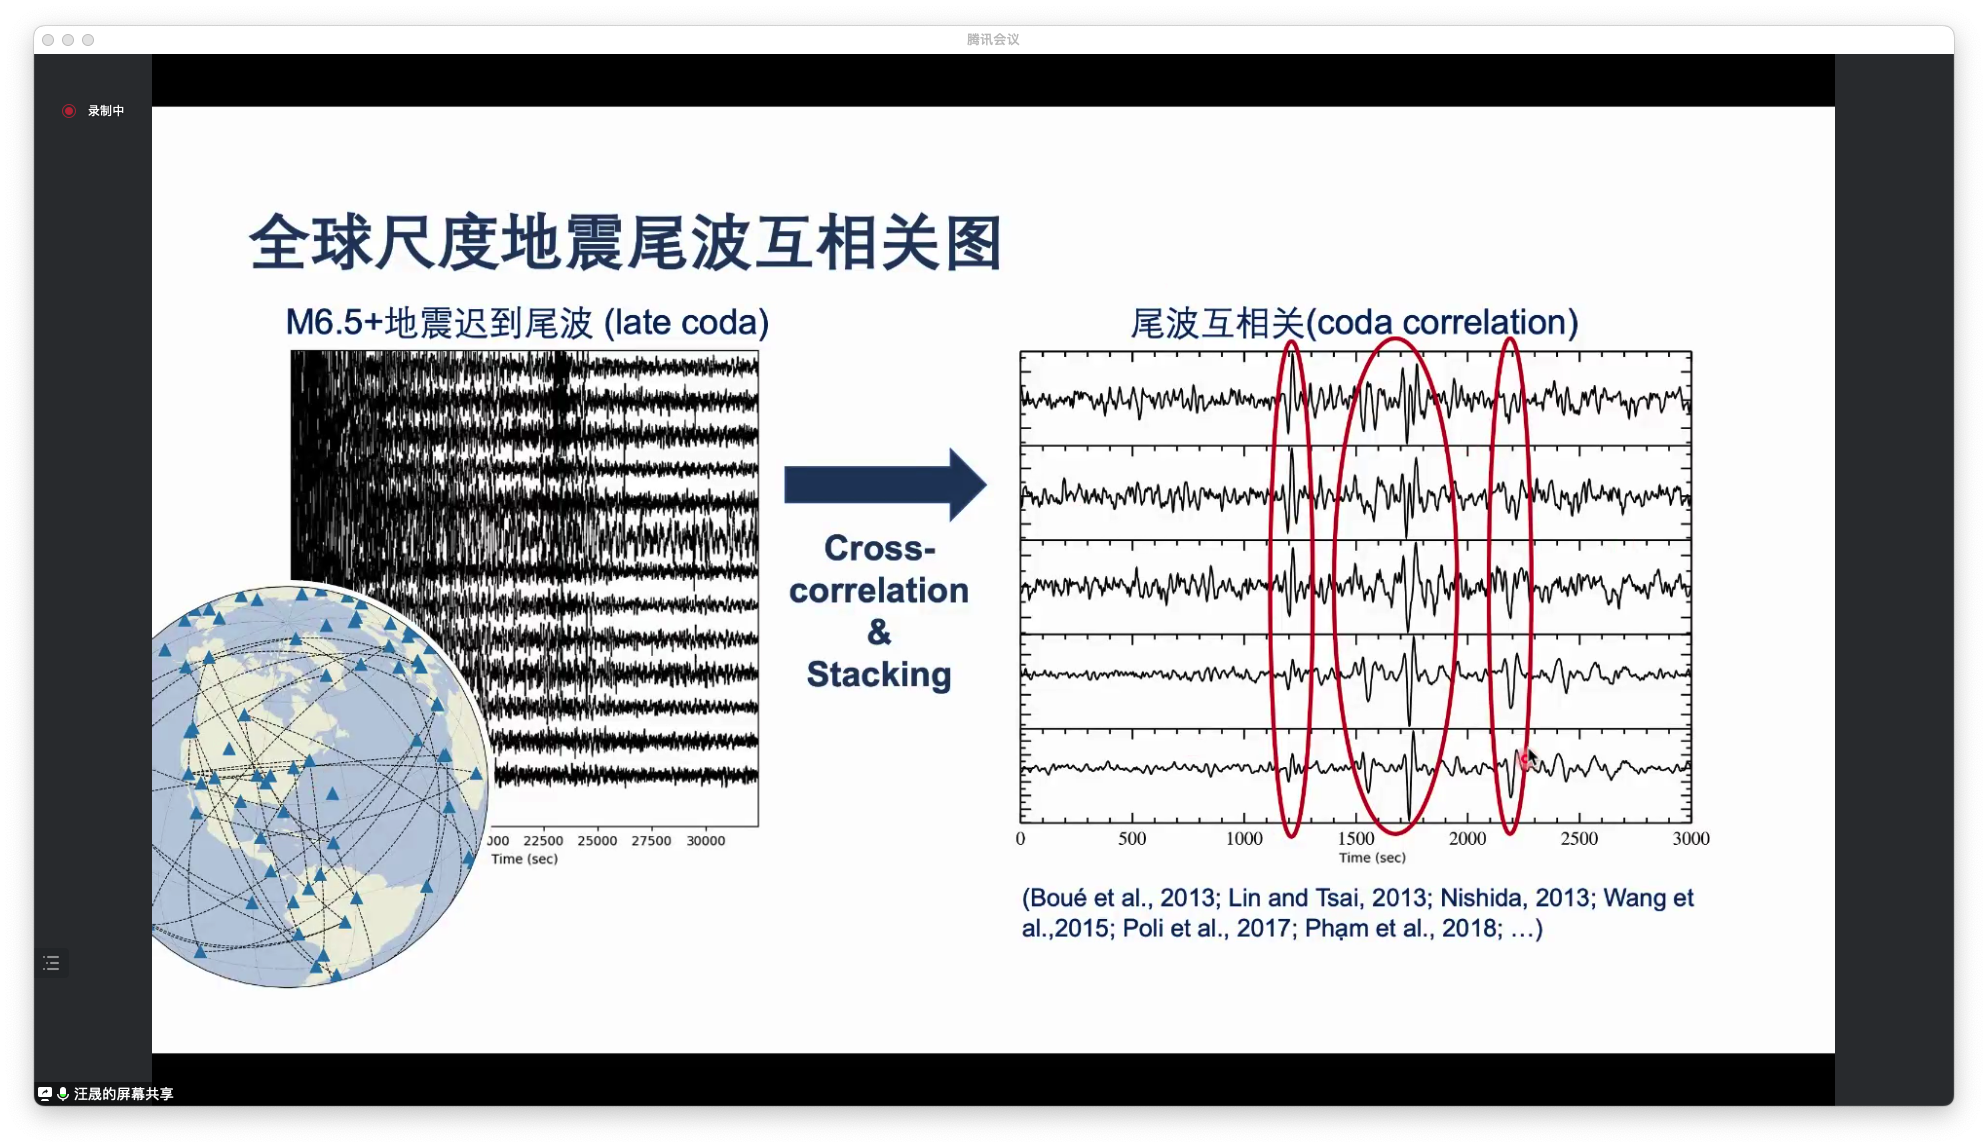 腾讯会议
录制中
全球尺度地震尾波互相关图
M6.5+地震迟到尾波 (late coda)
尾波互相关(coda correlation)
Cross-
correlation
&
Stacking
22500 25000 27500 30000
Time (sec)
0 500 1000 1500 2000 2500 3000
Time (sec)
(Boué et al., 2013; Lin and Tsai, 2013; Nishida, 2013; Wang et
al.,2015; Poli et al., 2017; Phạm et al., 2018; …)
汪晟的屏幕共享